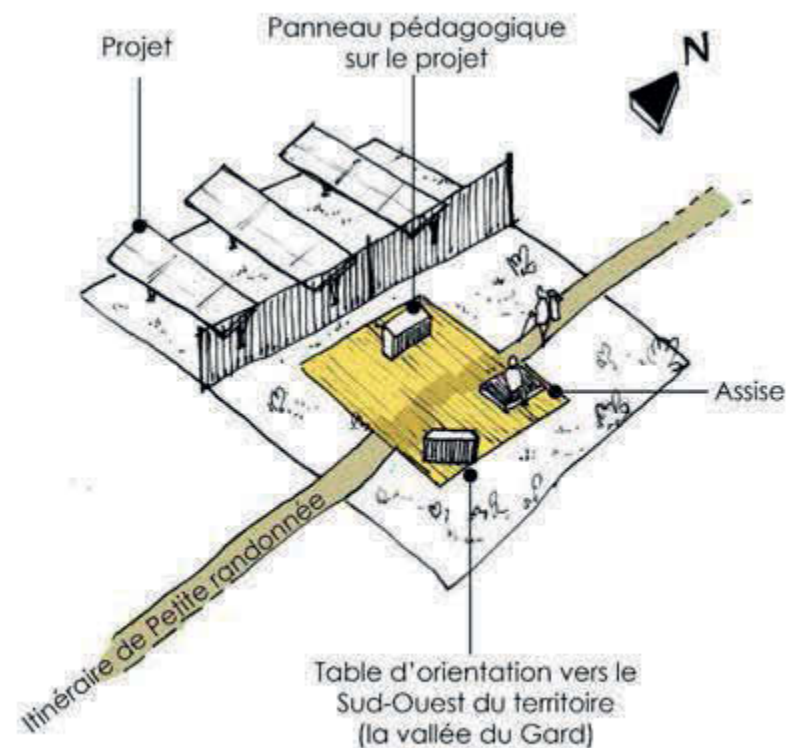 Projet
Panneau pédagogique
sur le projet
N
Assise
Itinéraire de Petite randonnée
Table d'orientation vers le
Sud-Ouest du territoire
(la vallée du Gard)